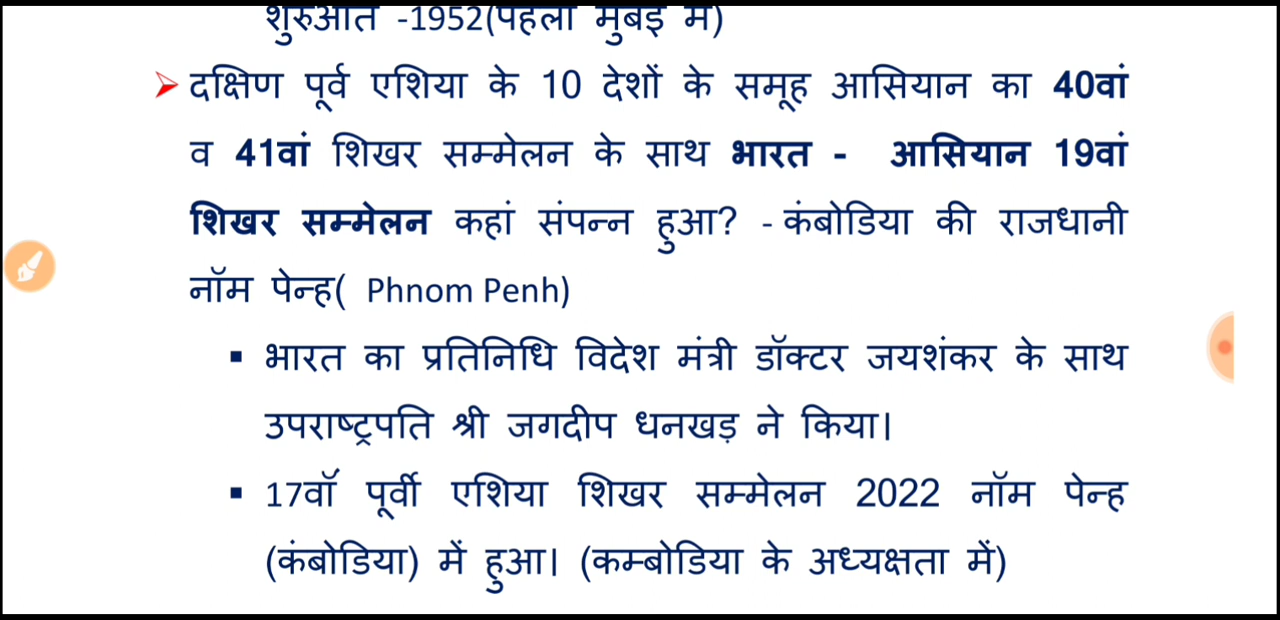 शुरुआत -1952(पहला मुंबई में)
➢ दक्षिण पूर्व एशिया के 10 देशों के समूह आसियान का 40वां
व 41वां शिखर सम्मेलन के साथ भारत - आसियान 19वां
शिखर सम्मेलन कहां संपन्न हुआ? - कंबोडिया की राजधानी
नॉम पेन्ह( Phnom Penh)
▪ भारत का प्रतिनिधि विदेश मंत्री डॉक्टर जयशंकर के साथ
उपराष्ट्रपति श्री जगदीप धनखड़ ने किया।
▪ 17वॉं पूर्वी एशिया शिखर सम्मेलन 2022 नॉम पेन्ह
(कंबोडिया) में हुआ। (कम्बोडिया के अध्यक्षता में)